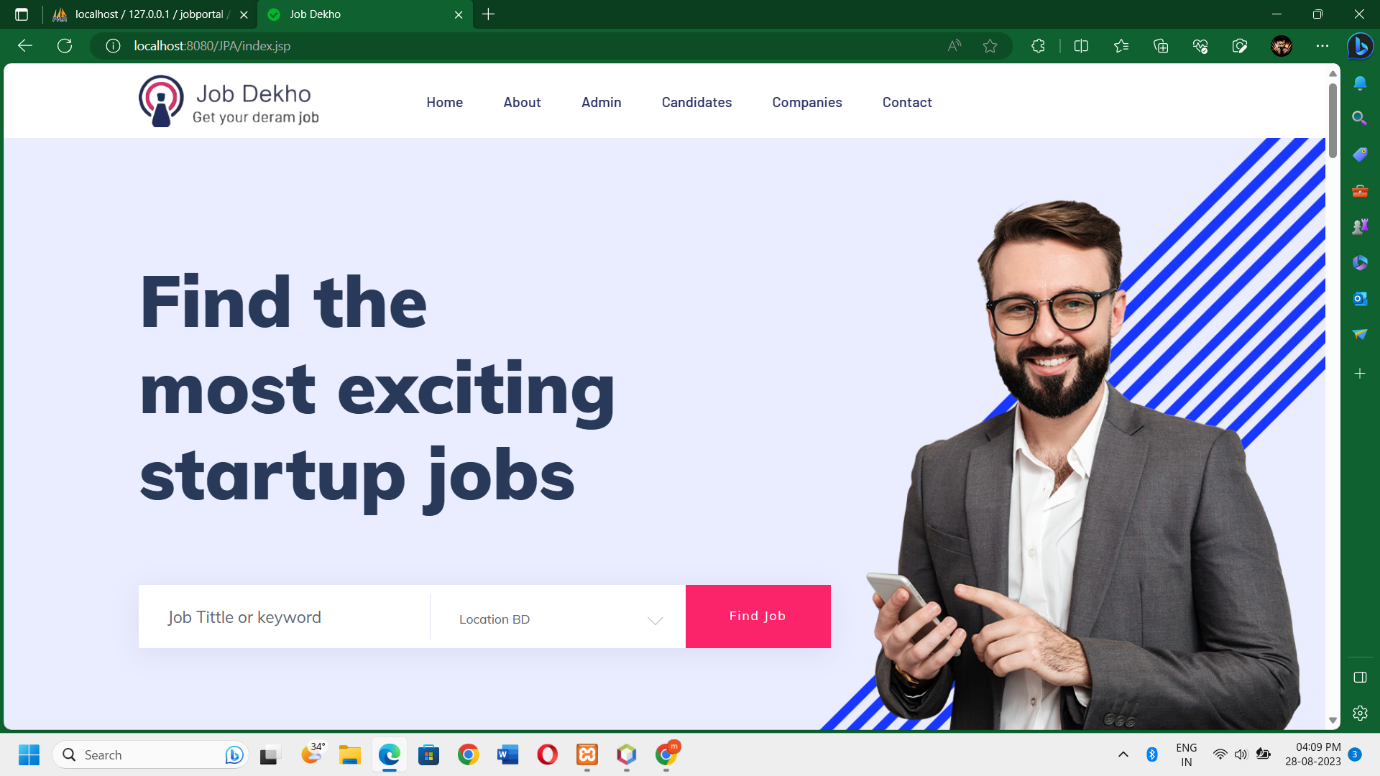 localhost / 127.0.0.1 / jobportal /
Job Dekho
localhost:8080/JPA/index.jsp
Job Dekho
Get your deram job
Home
About
Admin
Candidates
Companies
Contact
Find the
most exciting
startup jobs
Job Tittle or keyword
Location BD
Find Job
Search
34°
m
ENG
IN
04:09 PM
28-08-2023
3